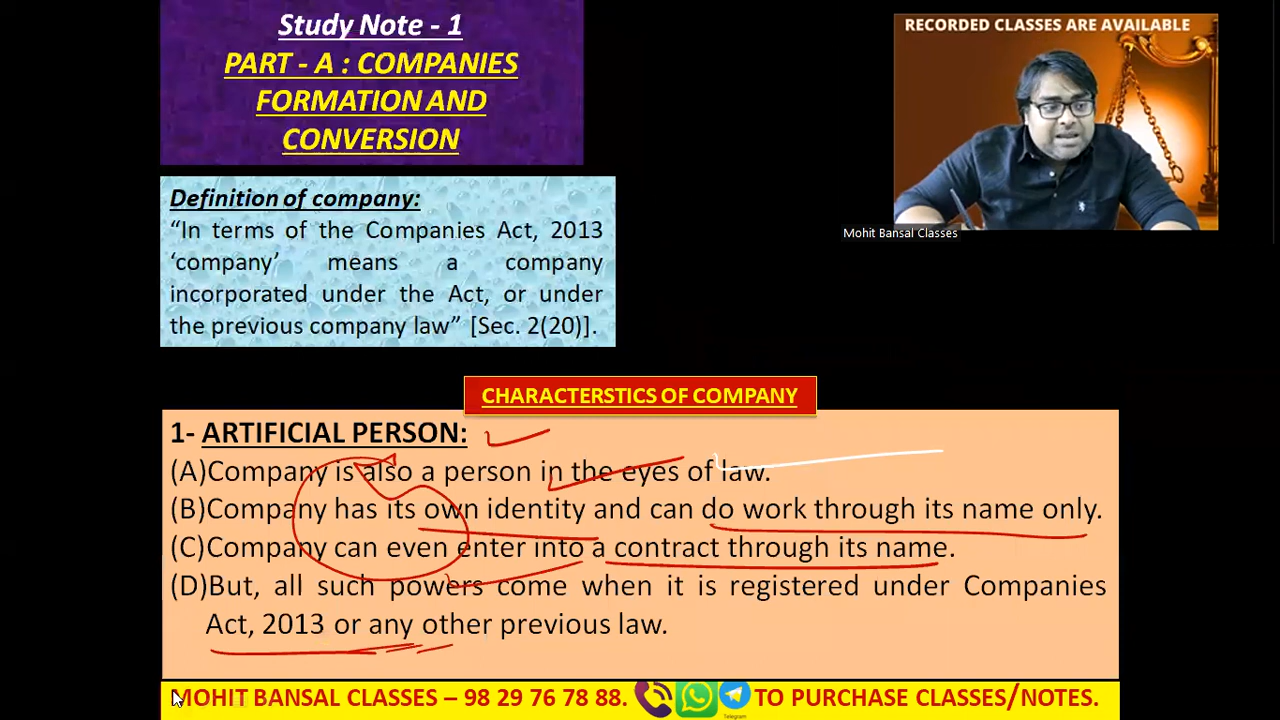 Study Note - 1
PART - A : COMPANIES
FORMATION AND
CONVERSION
RECORDED CLASSES ARE AVAILABLE
Mohit Bansal Classes
Definition of company:
“In terms of the Companies Act, 2013
‘company’ means a company
incorporated under the Act, or under
the previous company law” [Sec. 2(20)].
CHARACTERSTICS OF COMPANY
1- ARTIFICIAL PERSON:
(A)Company is also a person in the eyes of law.
(B)Company has its own identity and can do work through its name only.
(C)Company can even enter into a contract through its name.
(D)But, all such powers come when it is registered under Companies
Act, 2013 or any other previous law.
MOHIT BANSAL CLASSES – 98 29 76 78 88. TO PURCHASE CLASSES/NOTES.
Telegram